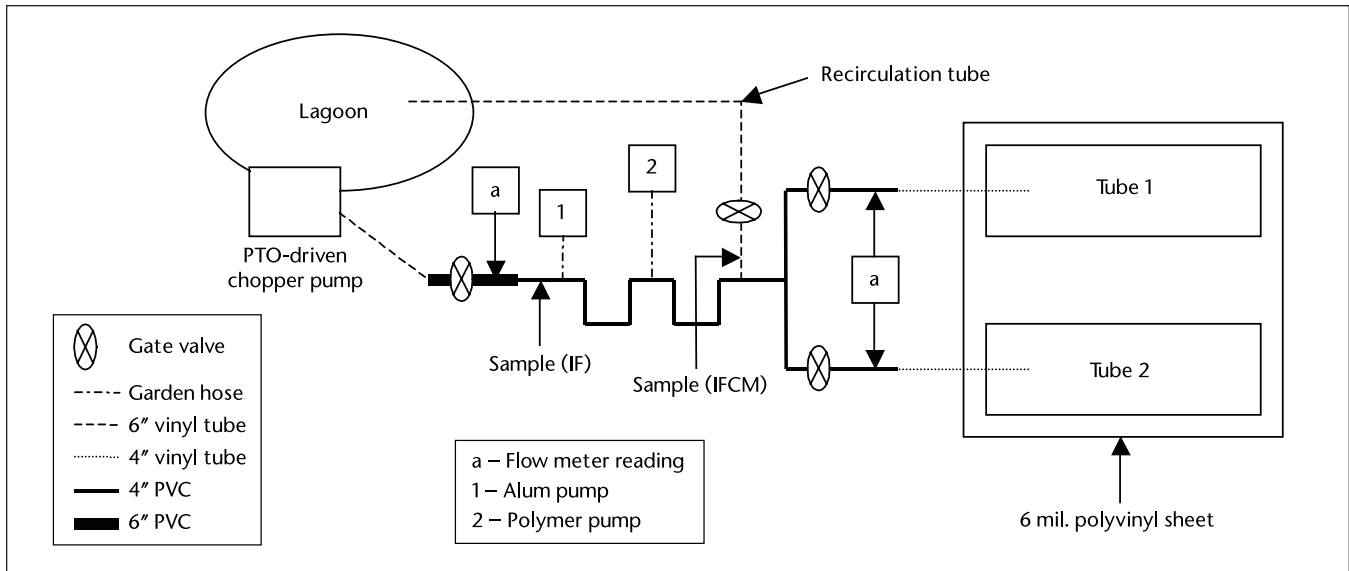 Recirculation tube
Lagoon
PTO-driven
chopper pump
a
1
2
Sample (IF)
Sample (IFCM)
a
Tube 1
Tube 2
6 mil. polyvinyl sheet
Gate valve
Garden hose
6″ vinyl tube
4″ vinyl tube
4″ PVC
6″ PVC
a – Flow meter reading
1 – Alum pump
2 – Polymer pump